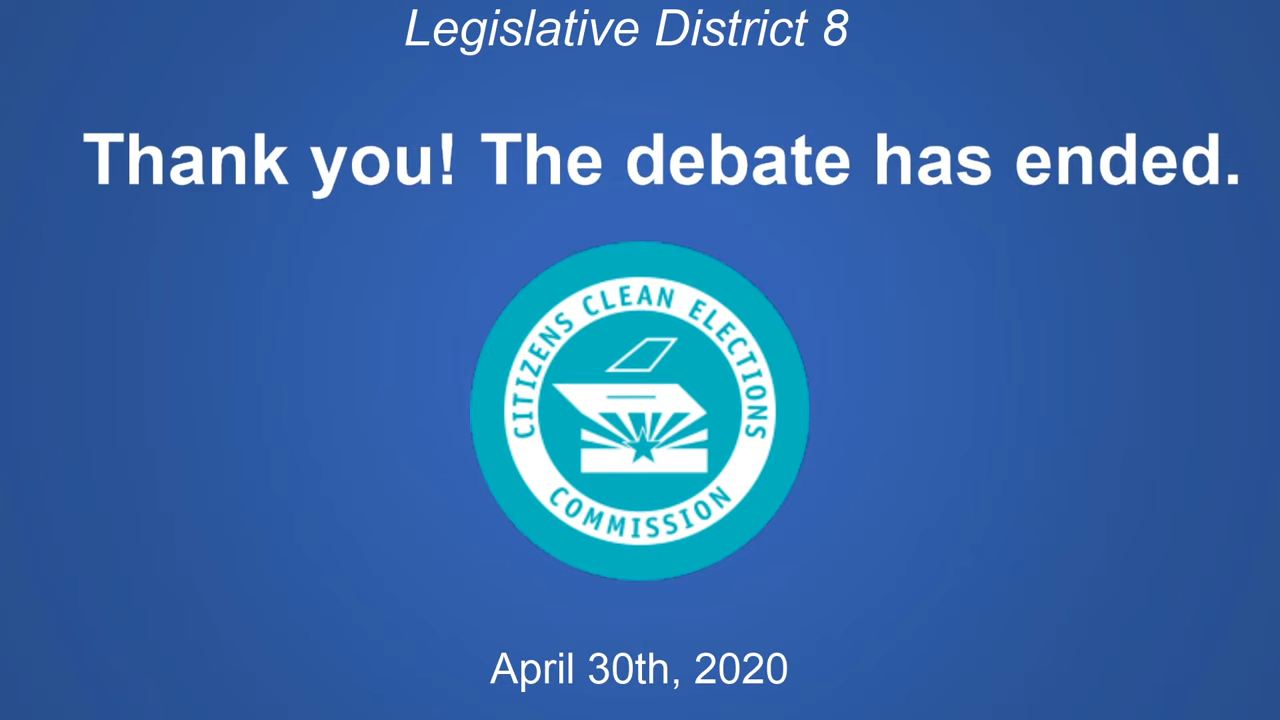 Legislative District 8
Thank you! The debate has ended.
CITIZENS CLEAN ELECTIONS
COMMISSION
April 30th, 2020